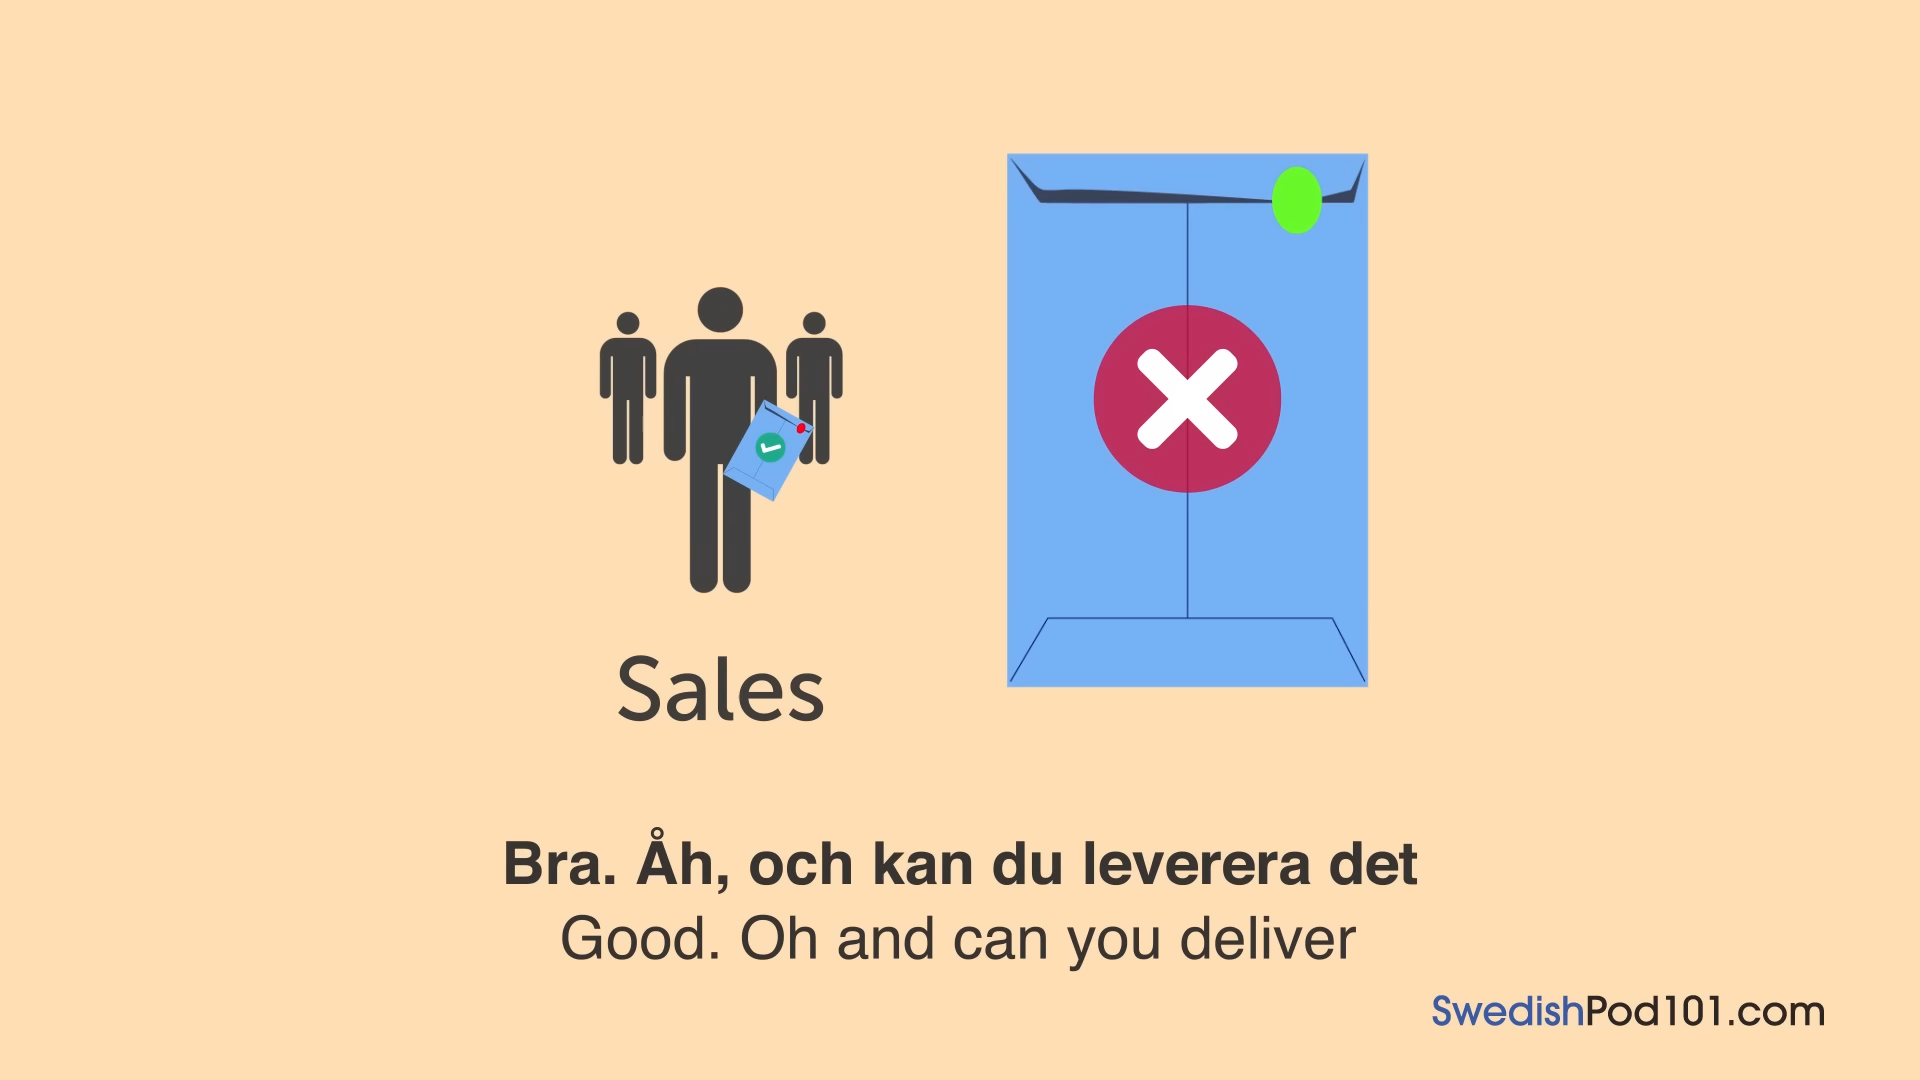 Sales
Bra. Åh, och kan du leverera det
Good. Oh and can you deliver
SwedishPod101.com